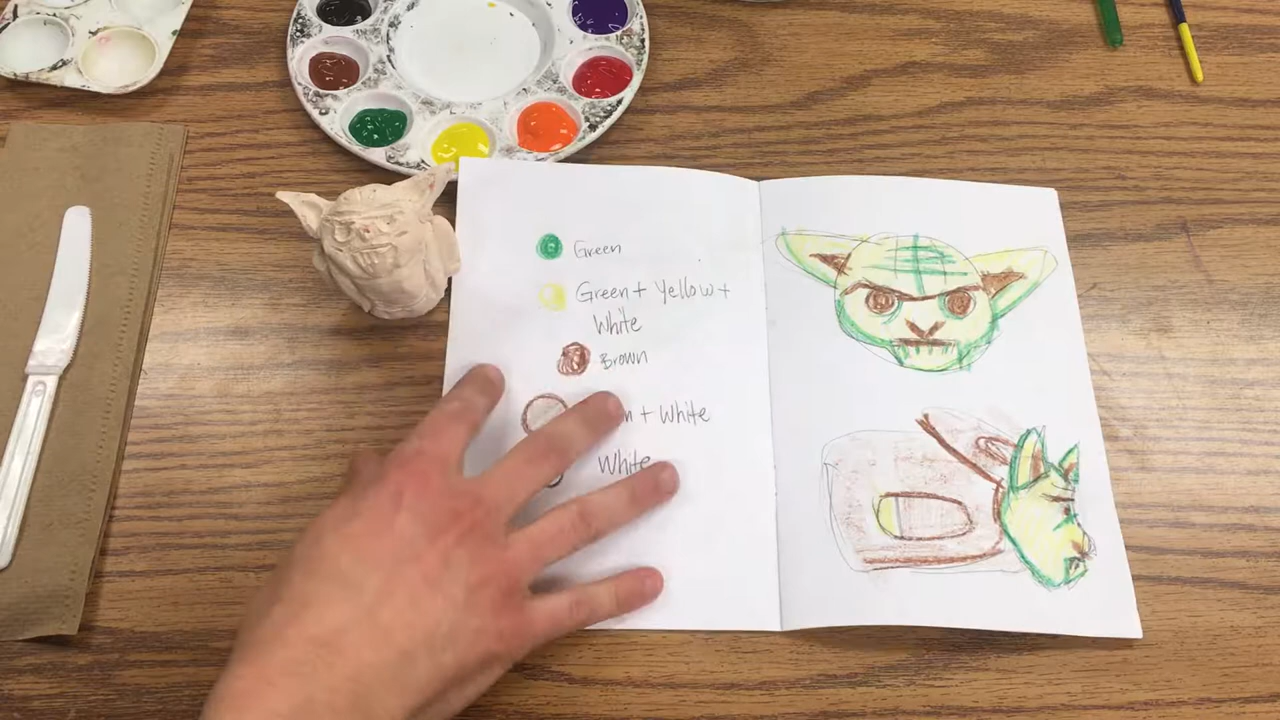 Green
Green + Yellow +
White
Brown
+ White
White